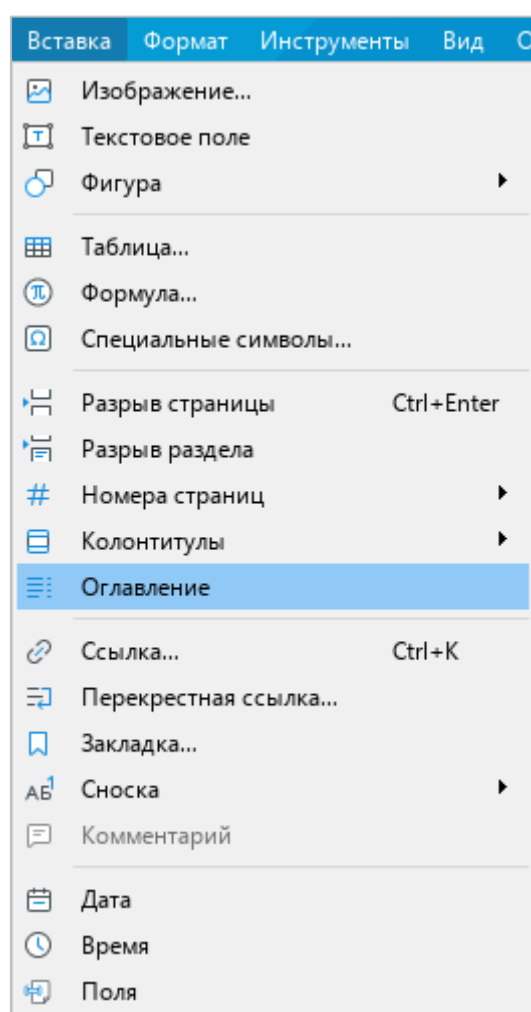 Вставка Формат Инструменты Вид
Изображение...
Текстовое поле
Фигура
Таблица...
Формула...
Специальные символы...
Разрыв страницы Ctrl+Enter
Разрыв раздела
Номера страниц
Колонтитулы
Оглавление
Ссылка... Ctrl+K
Перекрестная ссылка...
Закладка...
Сноска
Комментарий
Дата
Время
Поля